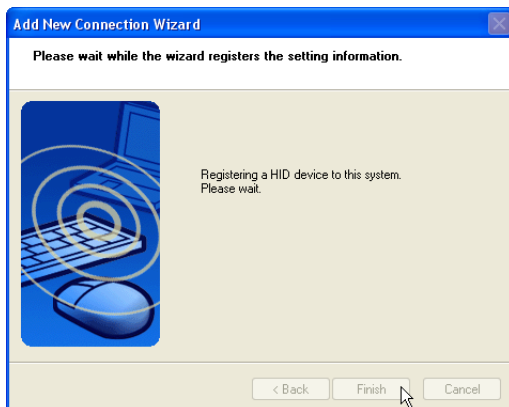 Add New Connection Wizard
Please wait while the wizard registers the setting information.
Registering a HID device to this system.
Please wait.
< Back
Finish
Cancel